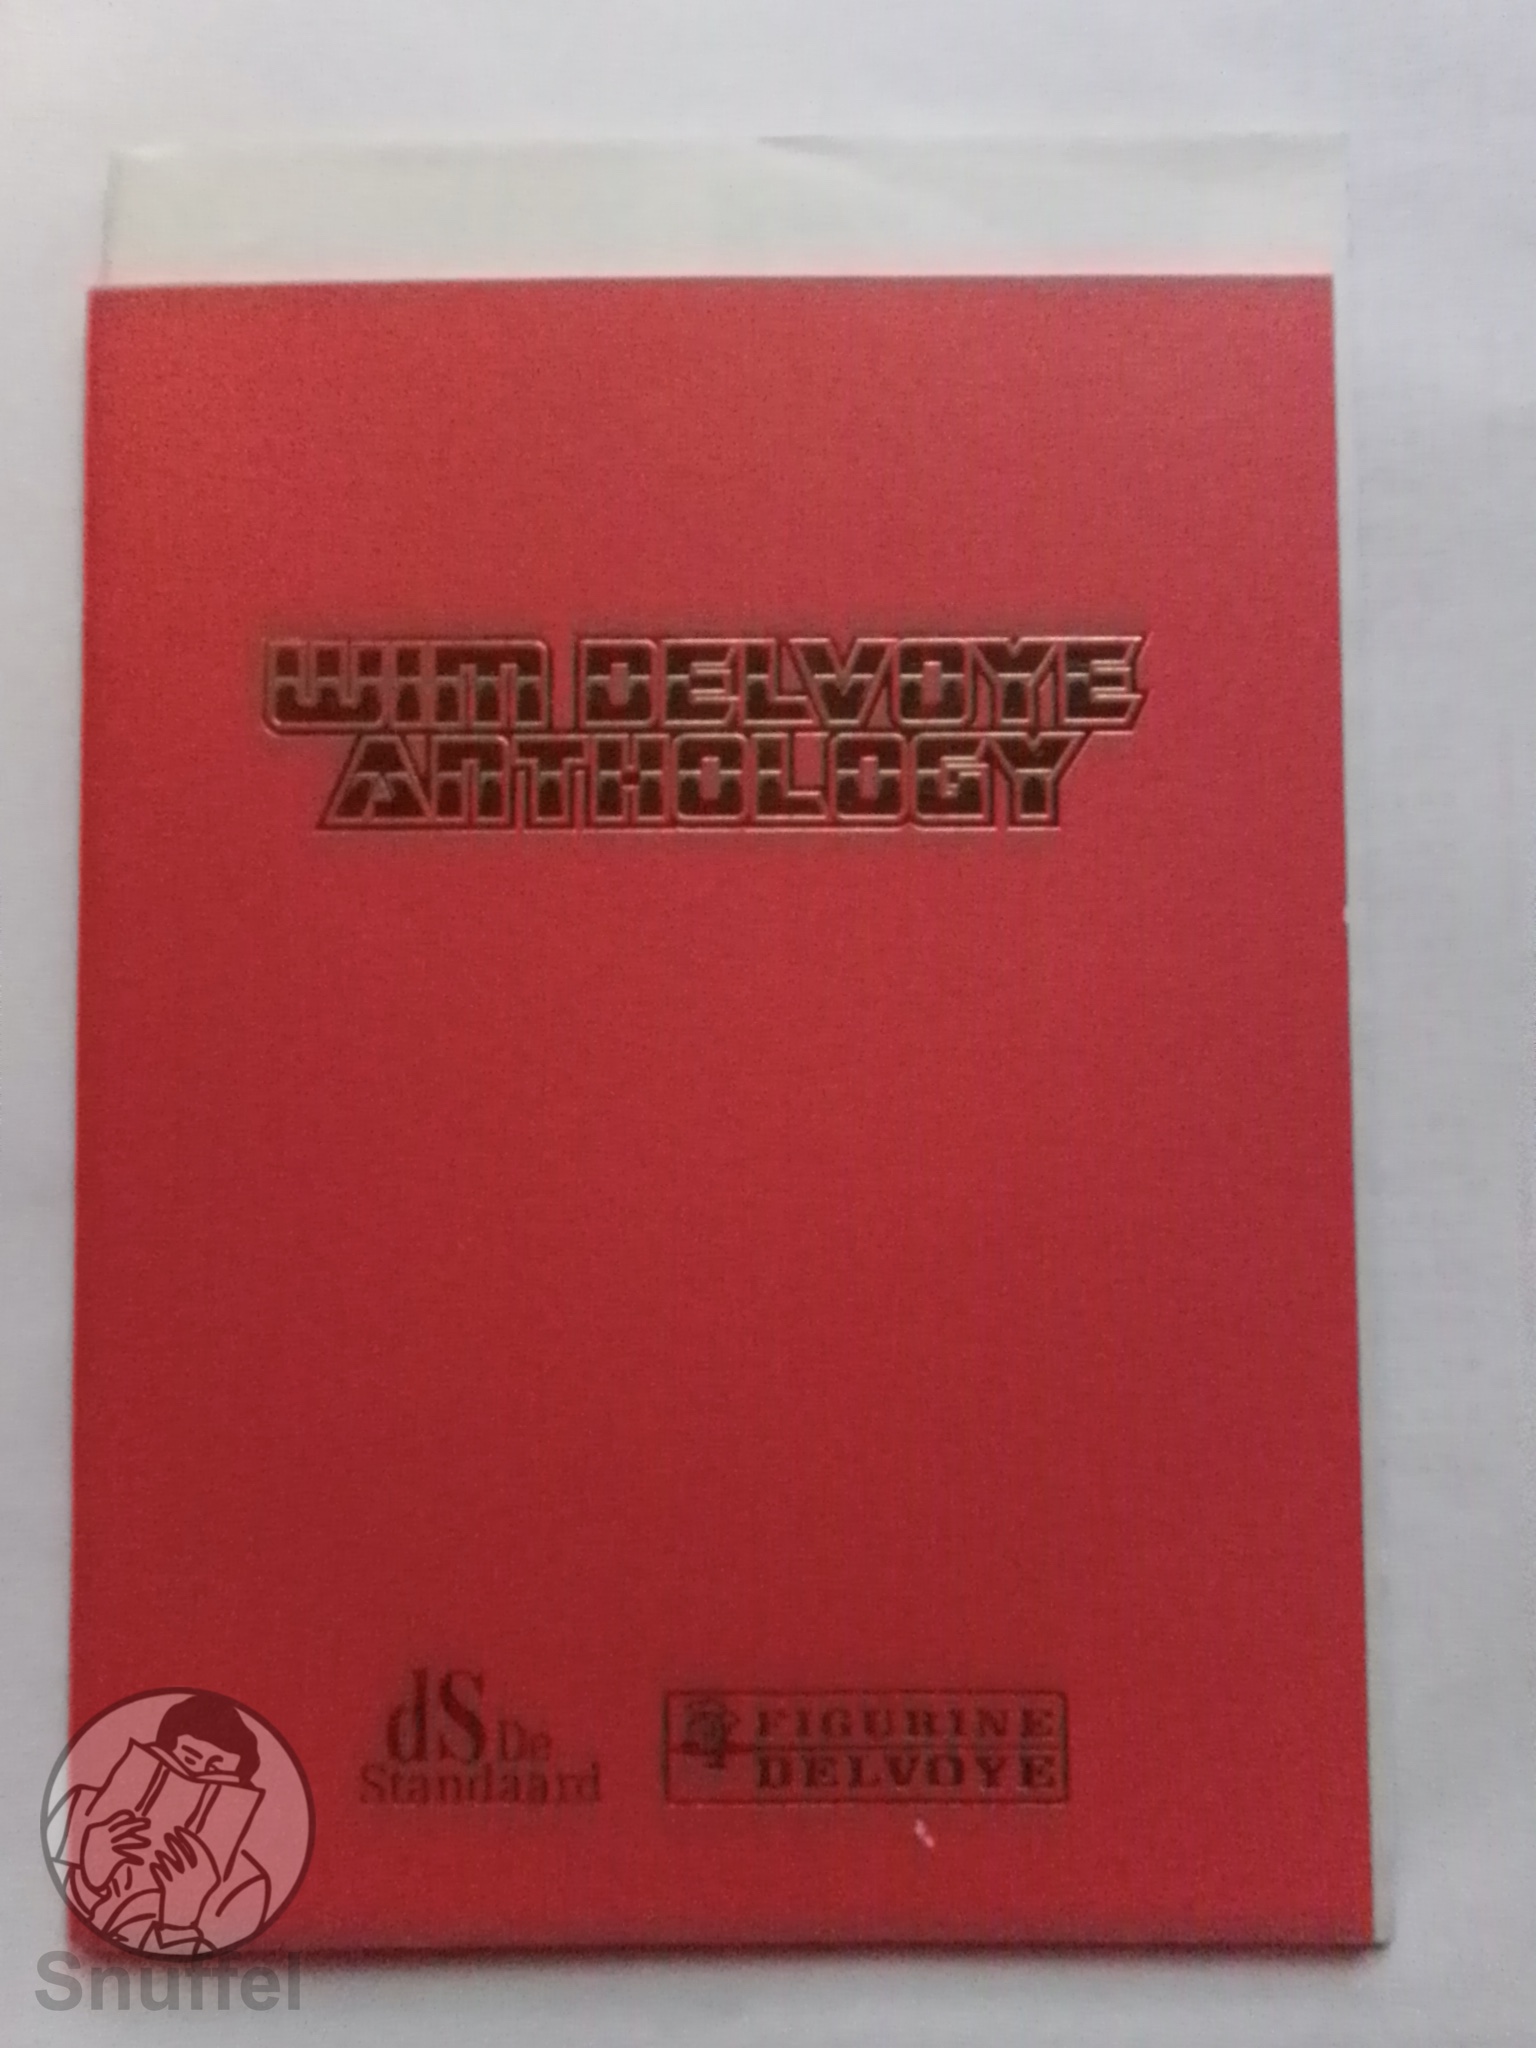 WIM DELVOYE
ANTHOLOGY
dS De
Standaard
FIGURINE
DELVOYE
Snuffel